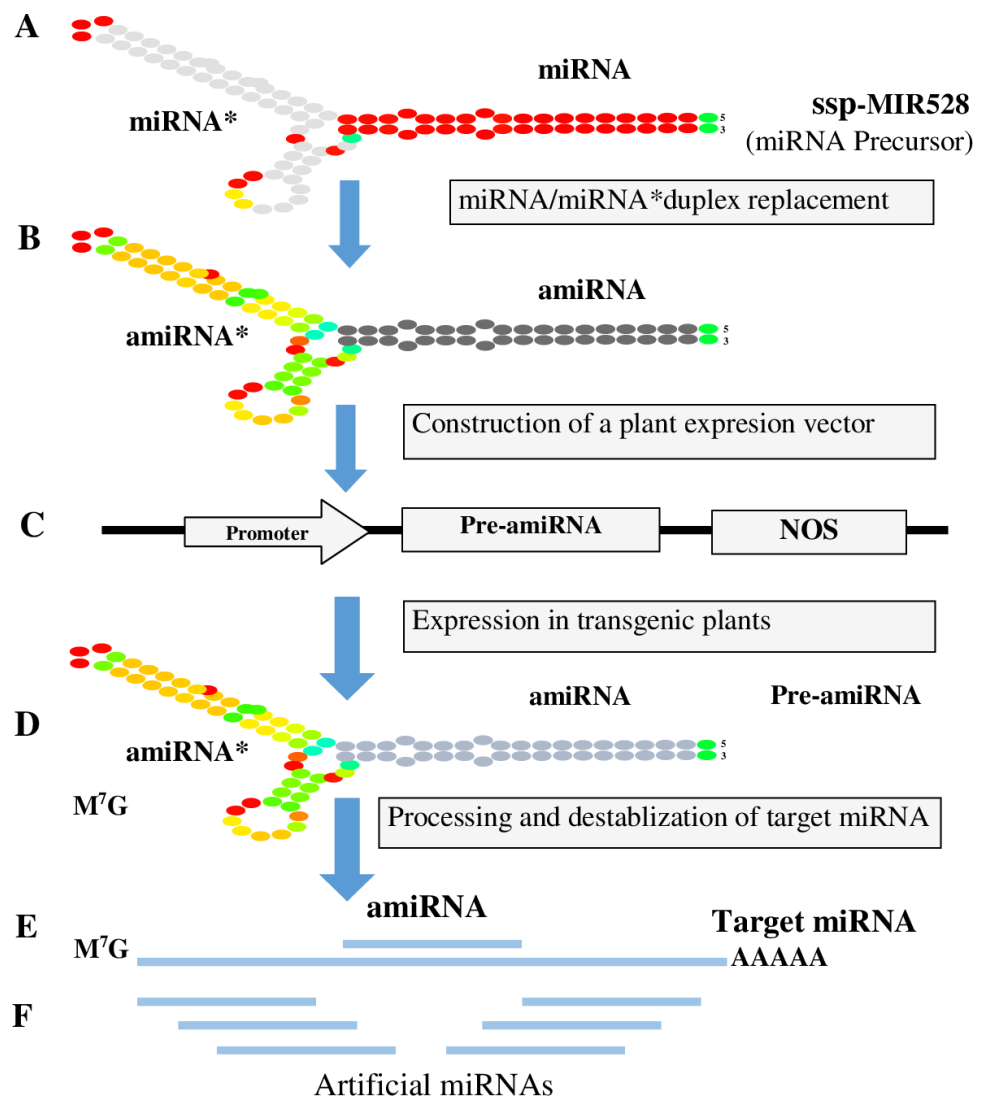 A
miRNA
miRNA*
ssp-MIR528
(miRNA Precursor)
5
3
miRNA/miRNA*duplex replacement
B
amiRNA
amiRNA*
5
3
Construction of a plant expresion vector
C
Promoter
Pre-amiRNA
NOS
Expression in transgenic plants
D
amiRNA
Pre-amiRNA
amiRNA*
5
3
M⁷G
Processing and destablization of target miRNA
E
amiRNA
Target miRNA
M⁷G
AAAAA
F
Artificial miRNAs